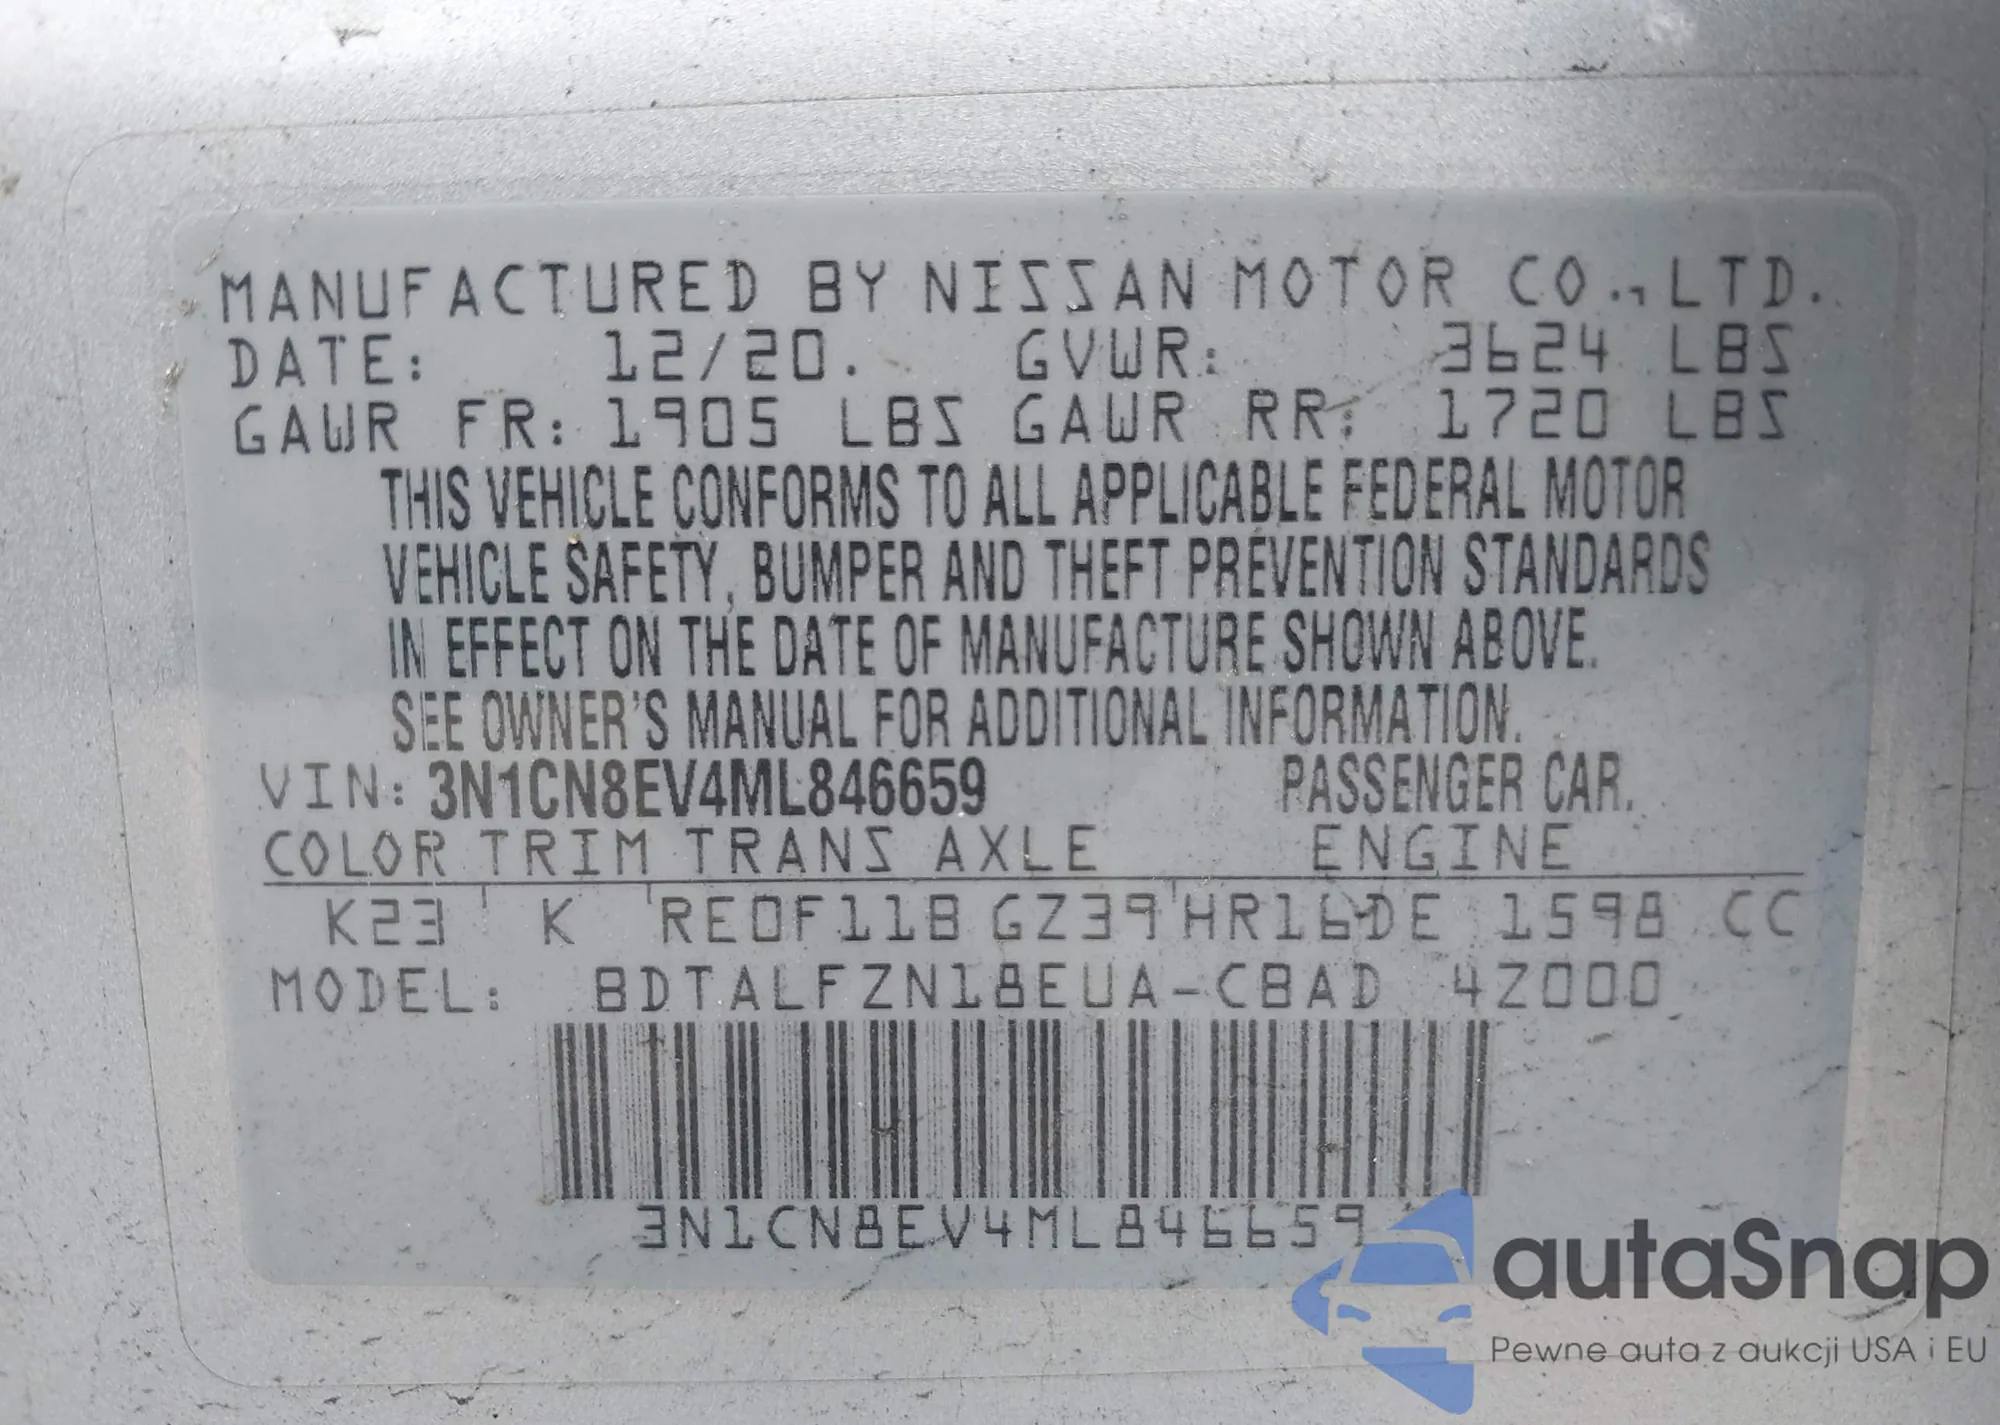 MANUFACTURED BY NISSAN MOTOR CO., LTD.
DATE: 12/20. GVWR: 3624 LBS
GAWR FR: 1905 LBS GAWR RR: 1720 LBS
THIS VEHICLE CONFORMS TO ALL APPLICABLE FEDERAL MOTOR
VEHICLE SAFETY, BUMPER AND THEFT PREVENTION STANDARDS
IN EFFECT ON THE DATE OF MANUFACTURE SHOWN ABOVE.
SEE OWNER'S MANUAL FOR ADDITIONAL INFORMATION.
VIN: 3N1CN8EV4ML846659 PASSENGER CAR.
COLOR TRIM TRANS AXLE ENGINE
K23 K RE0F11B GZ39 HR16DE 1598 CC
MODEL: BDTALFZN18EUA-CBAD 4Z000
3N1CN8EV4ML846659
autaSnap
Pewne auta z aukcji USA i EU